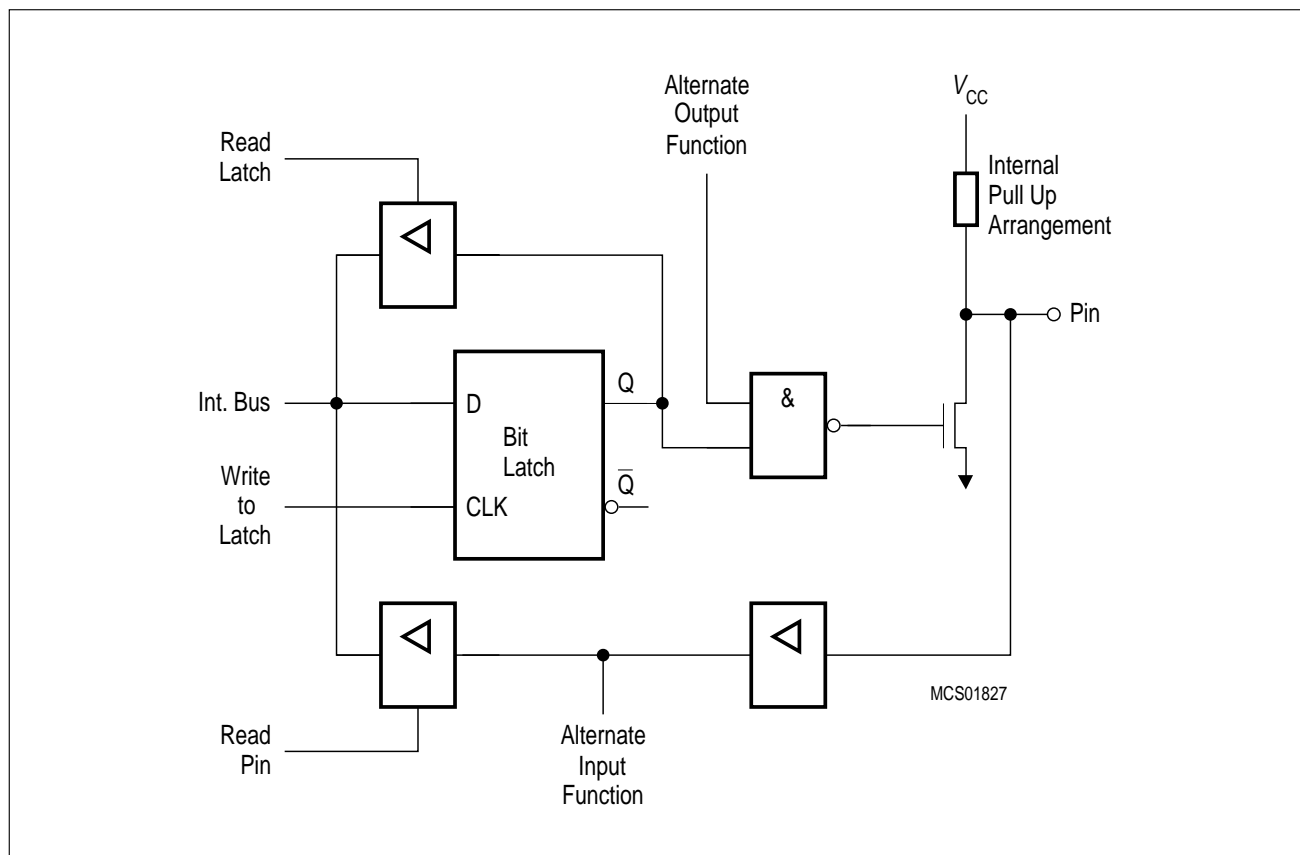 Alternate
Output
Function
V
CC
Read
Latch
Internal
Pull Up
Arrangement
Pin
&
Int. Bus
D
Q
Bit
Latch
Q̅
Write
to
Latch
CLK
MCS01827
Read
Pin
Alternate
Input
Function